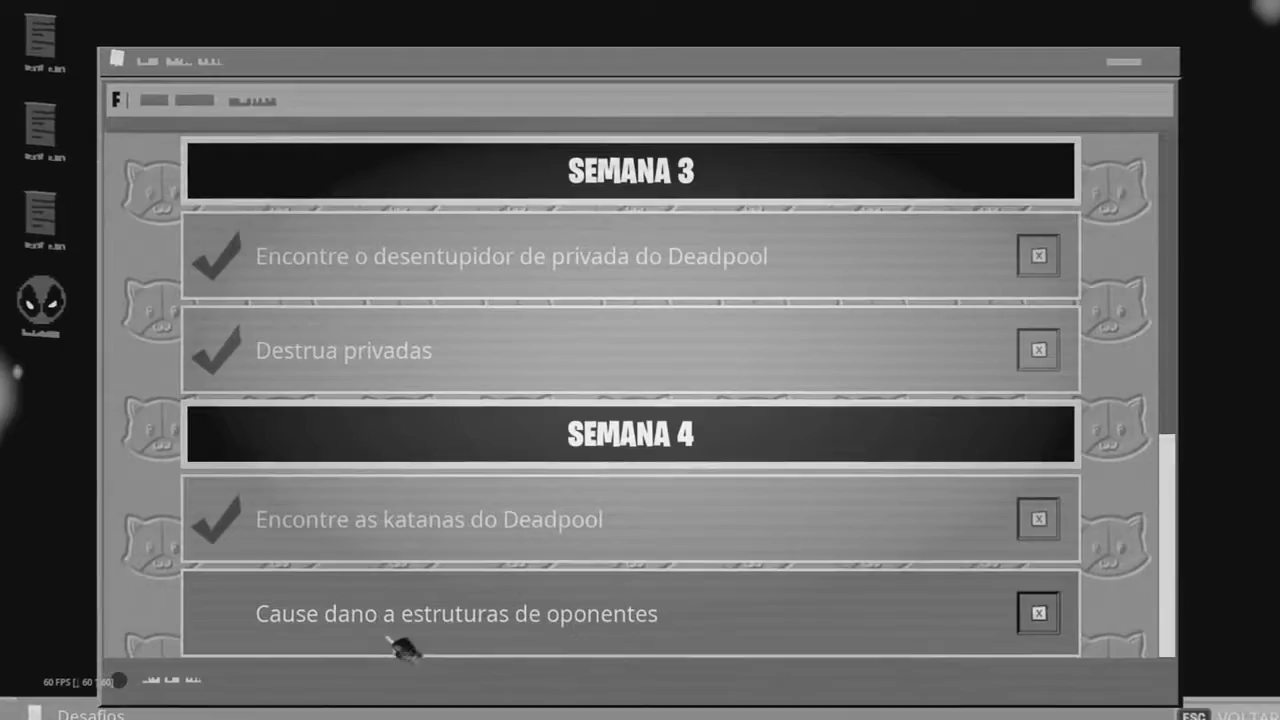 F
SEMANA 3
Encontre o desentupidor de privada do Deadpool
X
Destrua privadas
X
SEMANA 4
Encontre as katanas do Deadpool
X
Cause dano a estruturas de oponentes
X
60 FPS [
Desafios
ESC VOLTAR